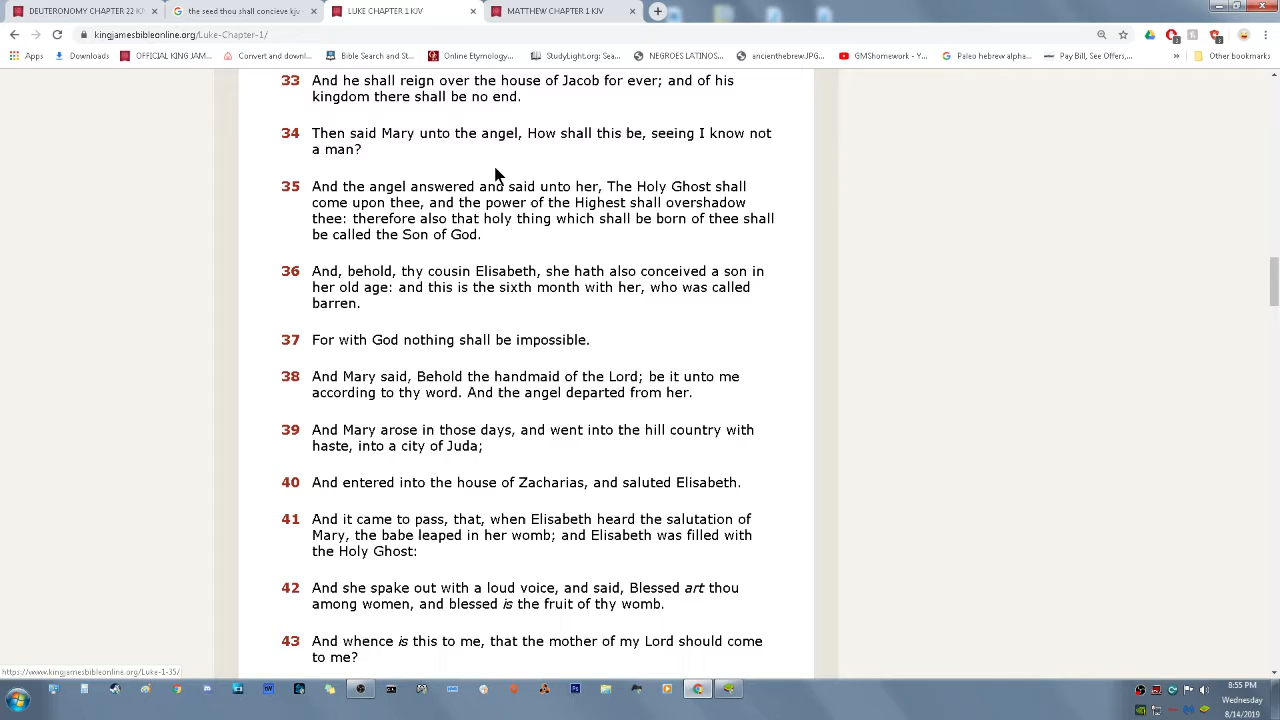 DEUTERONOMY CHAPTER 22 KJV
the seed thou shall concieve kjv
LUKE CHAPTER 1 KJV
MATTHEW CHAPTER 1 KJV
kingjamesbibleonline.org/Luke-Chapter-1/
Apps
Downloads
OFFICIAL KING JAM...
Convert and downl...
Bible Search and St...
Online Etymology...
StudyLight.org: Sea...
NEGROES LATINOS...
ancienthebrew.JPG...
GMShomework - Y...
Paleo hebrew alpha...
Pay Bill, See Offers,...
»
Other bookmarks
33 And he shall reign over the house of Jacob for ever; and of his
kingdom there shall be no end.
34 Then said Mary unto the angel, How shall this be, seeing I know not
a man?
35 And the angel answered and said unto her, The Holy Ghost shall
come upon thee, and the power of the Highest shall overshadow
thee: therefore also that holy thing which shall be born of thee shall
be called the Son of God.
36 And, behold, thy cousin Elisabeth, she hath also conceived a son in
her old age: and this is the sixth month with her, who was called
barren.
37 For with God nothing shall be impossible.
38 And Mary said, Behold the handmaid of the Lord; be it unto me
according to thy word. And the angel departed from her.
39 And Mary arose in those days, and went into the hill country with
haste, into a city of Juda;
40 And entered into the house of Zacharias, and saluted Elisabeth.
41 And it came to pass, that, when Elisabeth heard the salutation of
Mary, the babe leaped in her womb; and Elisabeth was filled with
the Holy Ghost:
42 And she spake out with a loud voice, and said, Blessed art thou
among women, and blessed is the fruit of thy womb.
43 And whence is this to me, that the mother of my Lord should come
to me?
https://www.kingjamesbibleonline.org/Luke-1-35/
8:55 PM
Wednesday
8/14/2019